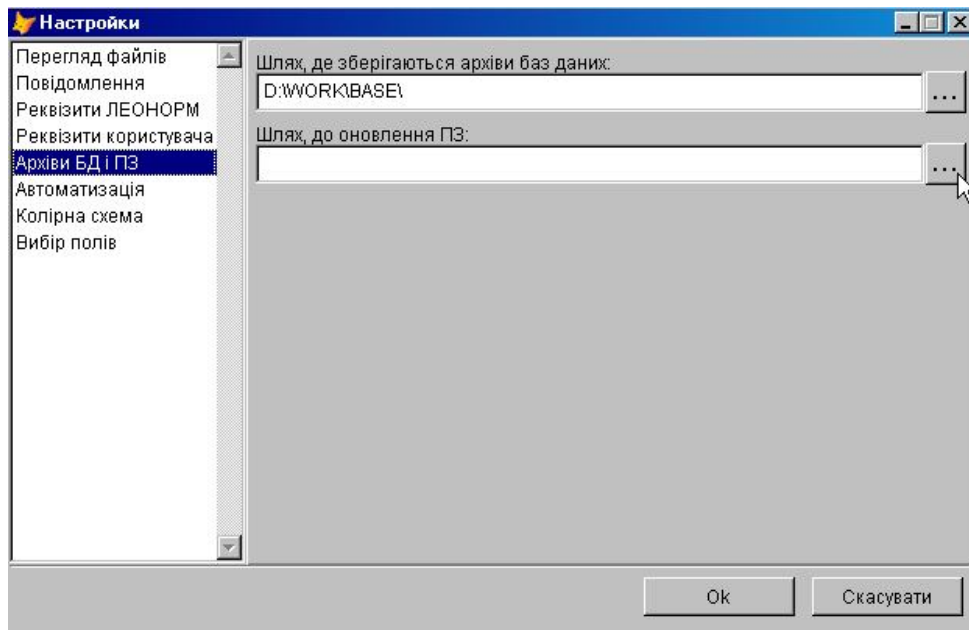 Настройки
Перегляд файлів
Повідомлення
Реквізити ЛЕОНОРМ
Реквізити користувача
Архіви БД і ПЗ
Автоматизація
Колірна схема
Вибір полів
Шлях, де зберігаються архіви баз даних:
D:\WORK\BASE\
...
Шлях, до оновлення ПЗ:
...
Ok
Скасувати